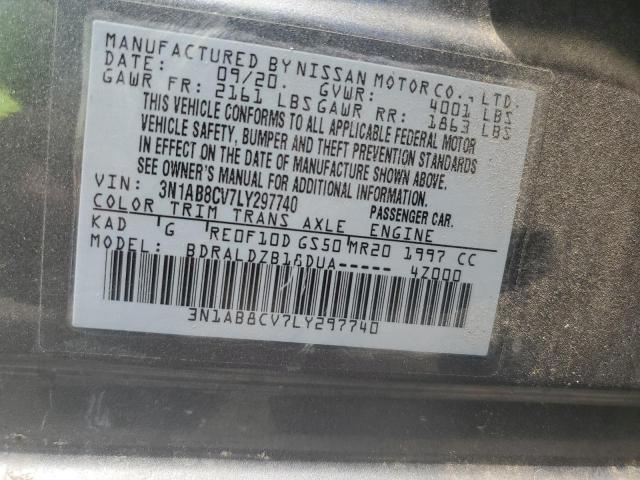 MANUFACTURED BY NISSAN MOTOR CO., LTD.
DATE: 09/20. GVWR: 4001 LBS
GAWR FR: 2161 LBS GAWR RR: 1863 LBS
THIS VEHICLE CONFORMS TO ALL APPLICABLE FEDERAL MOTOR
VEHICLE SAFETY, BUMPER AND THEFT PREVENTION STANDARDS
IN EFFECT ON THE DATE OF MANUFACTURE SHOWN ABOVE.
SEE OWNER'S MANUAL FOR ADDITIONAL INFORMATION.
VIN: 3N1AB8CV7LY297740 PASSENGER CAR.
COLOR TRIM TRANS AXLE ENGINE
KAD G RE0F10D GS50 MR20 1997 CC
MODEL: BDRALDZB16DUA----- 4Z000
3N1AB8CV7LY297740